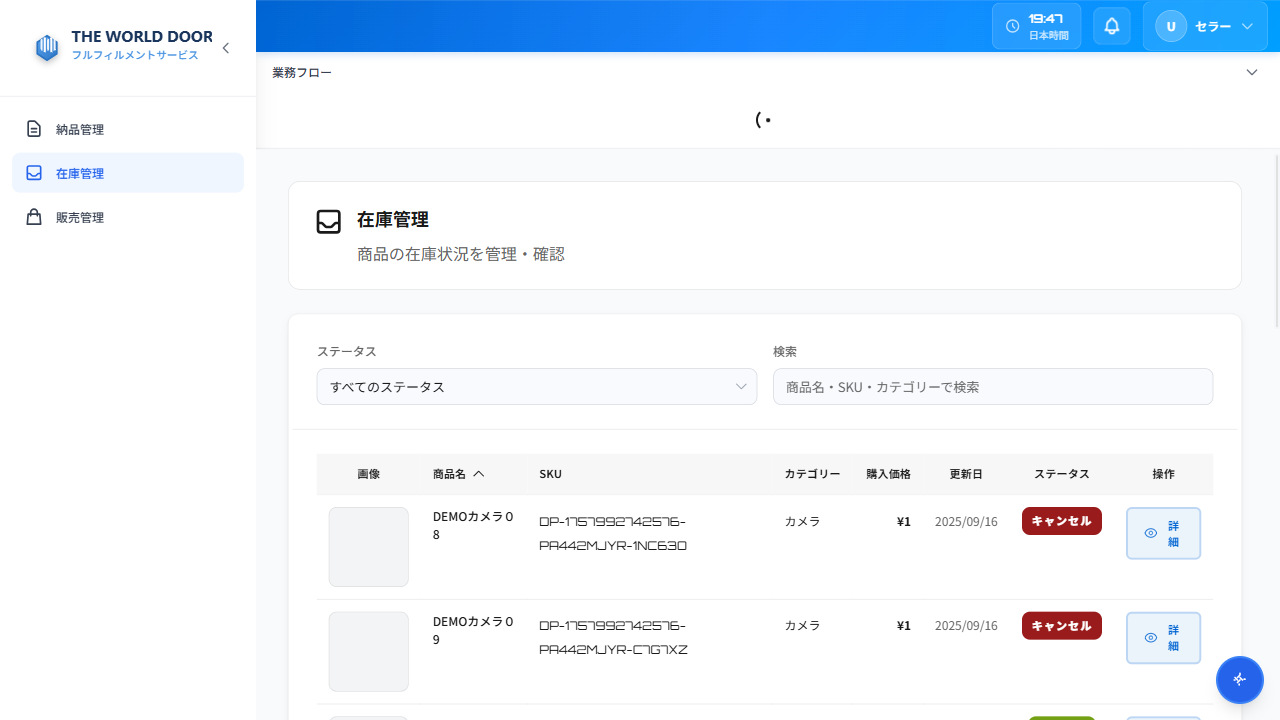 THE WORLD DOOR
フルフィルメントサービス
納品管理
在庫管理
販売管理
19:47
日本時間
U
セラー
業務フロー
在庫管理
商品の在庫状況を管理・確認
ステータス
検索
すべてのステータス
商品名・SKU・カテゴリーで検索
画像 商品名 SKU カテゴリー 購入価格 更新日 ステータス 操作
DEMOカメラ0
8
DP-1757992742576-
PA442MJYR-1NC630
カメラ
¥1
2025/09/16
キャンセル
詳
細
DEMOカメラ0
9
DP-1757992742576-
PA442MJYR-C7G7XZ
カメラ
¥1
2025/09/16
キャンセル
詳
細